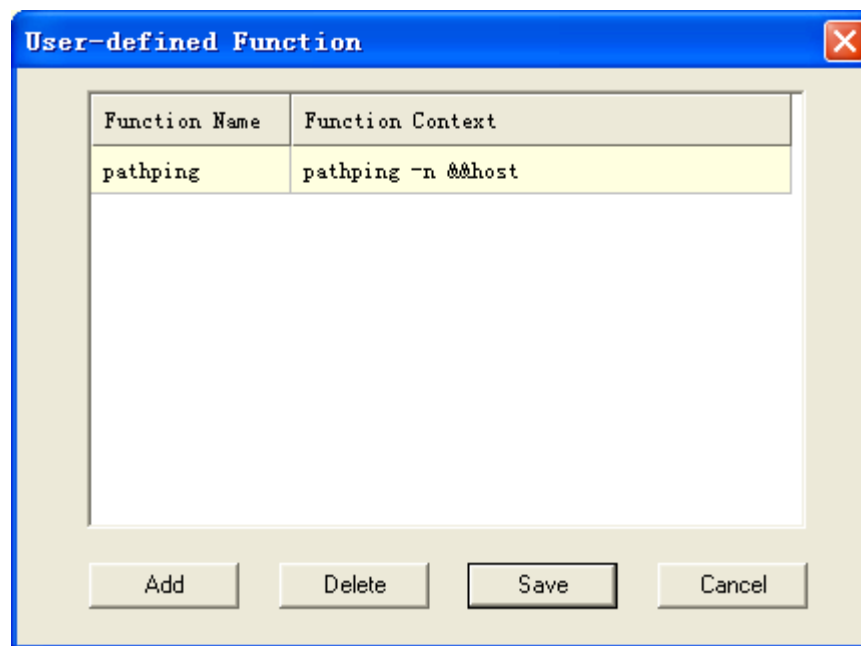 User-defined Function
Function Name Function Context
pathping pathping -n &&host
Add Delete Save Cancel